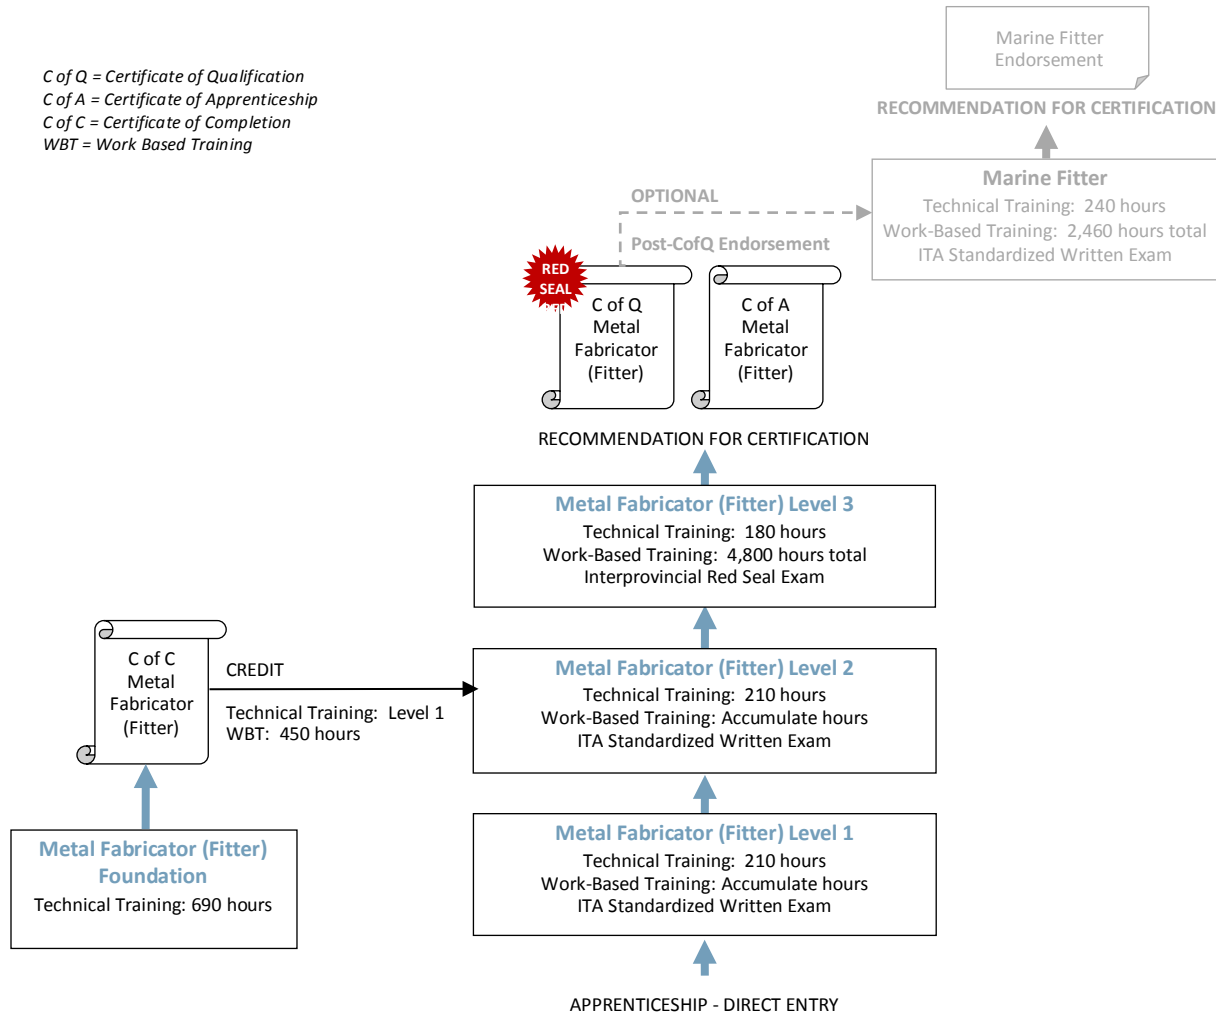 Marine Fitter
Endorsement
C of Q = Certificate of Qualification
C of A = Certificate of Apprenticeship
C of C = Certificate of Completion
WBT = Work Based Training
RECOMMENDATION FOR CERTIFICATION
Marine Fitter
Technical Training: 240 hours
Work-Based Training: 2,460 hours total
ITA Standardized Written Exam
OPTIONAL
Post-CofQ Endorsement
RED
SEAL
C of Q
Metal
Fabricator
(Fitter)
C of A
Metal
Fabricator
(Fitter)
RECOMMENDATION FOR CERTIFICATION
Metal Fabricator (Fitter) Level 3
Technical Training: 180 hours
Work-Based Training: 4,800 hours total
Interprovincial Red Seal Exam
C of C
Metal
Fabricator
(Fitter)
CREDIT
Technical Training: Level 1
WBT: 450 hours
Metal Fabricator (Fitter) Level 2
Technical Training: 210 hours
Work-Based Training: Accumulate hours
ITA Standardized Written Exam
Metal Fabricator (Fitter)
Foundation
Technical Training: 690 hours
Metal Fabricator (Fitter) Level 1
Technical Training: 210 hours
Work-Based Training: Accumulate hours
ITA Standardized Written Exam
APPRENTICESHIP - DIRECT ENTRY